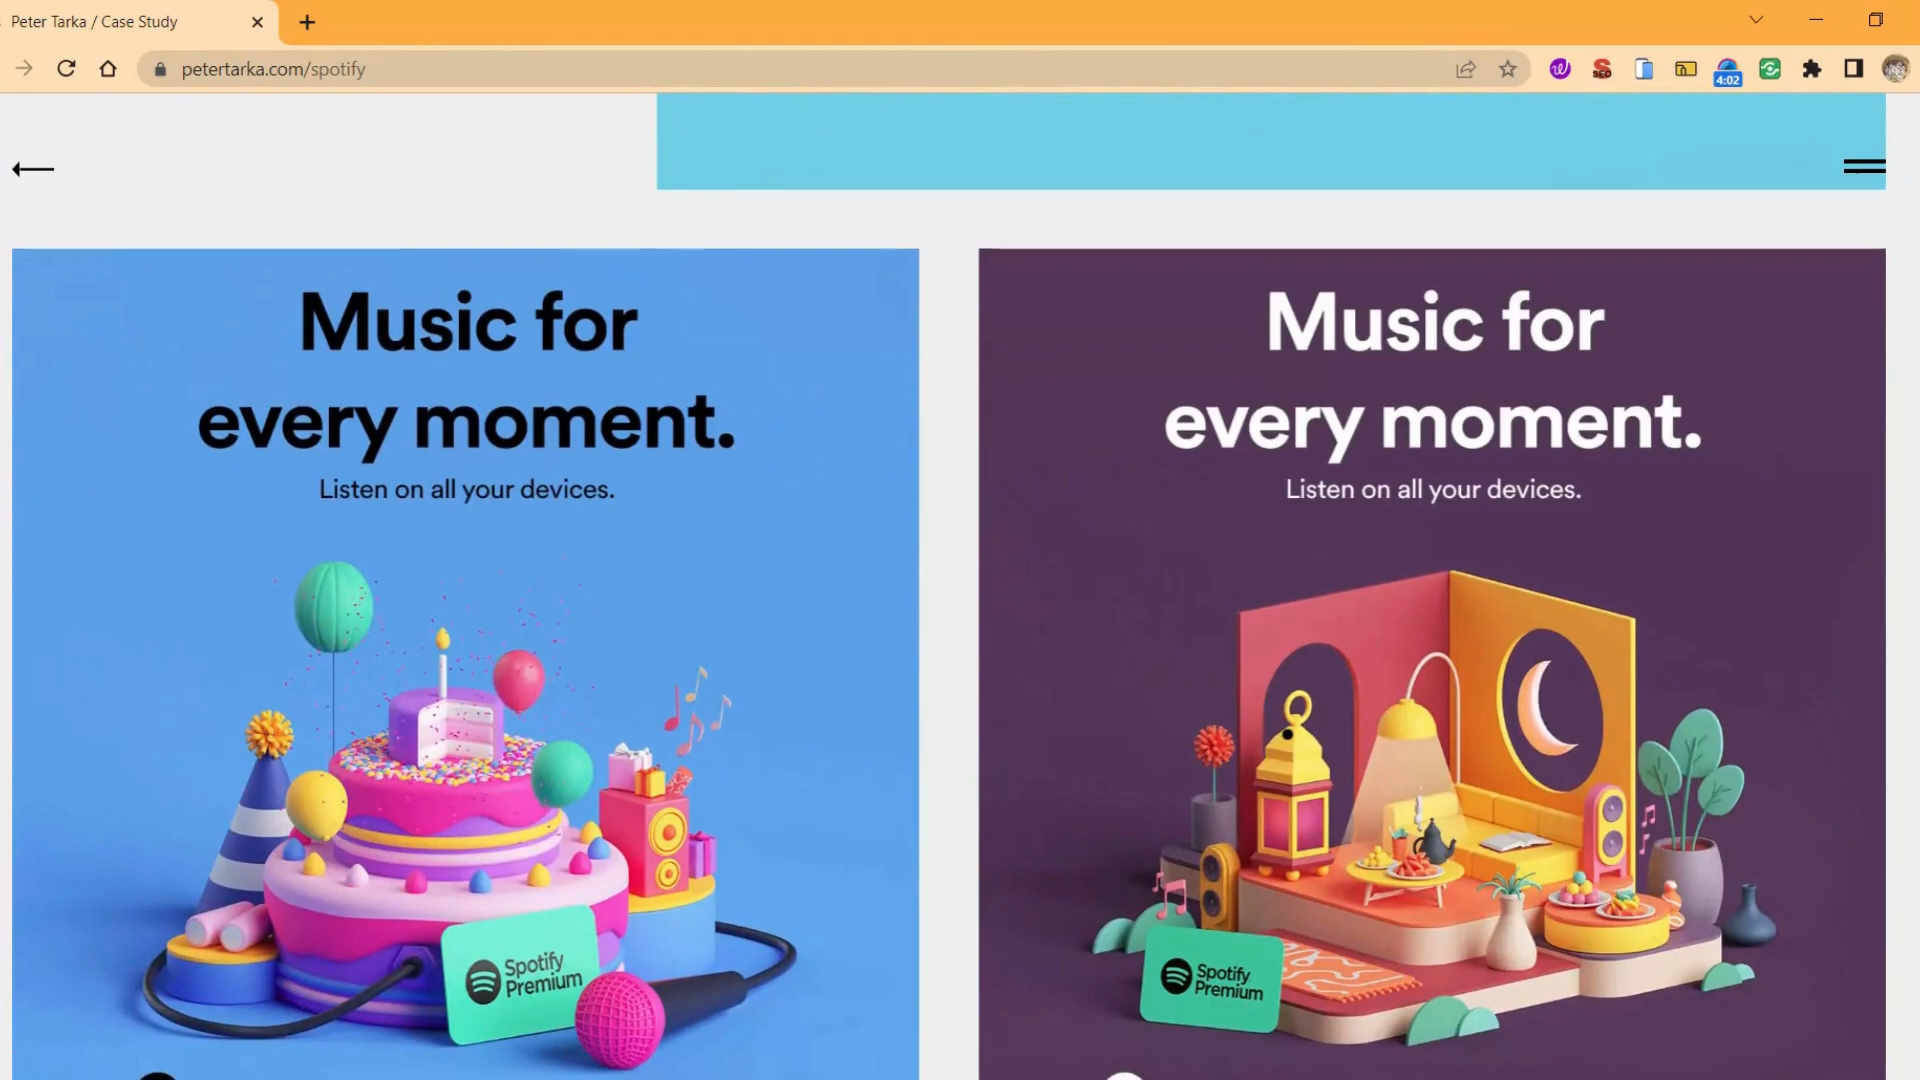 Peter Tarka / Case Study
petertarka.com/spotify
SEO
4:02
Music for
every moment.
Listen on all your devices.
Spotify
Premium
Music for
every moment.
Listen on all your devices.
Spotify
Premium